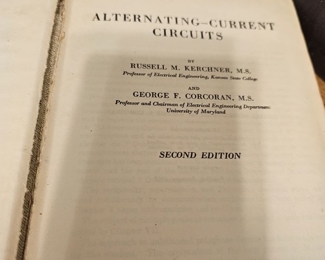 ALTERNATING-CURRENT
CIRCUITS
BY
RUSSELL M. KERCHNER, M.S.
Professor of Electrical Engineering, Kansas State College
AND
GEORGE F. CORCORAN, M.S.
Professor and Chairman of Electrical Engineering Department
University of Maryland
SECOND EDITION